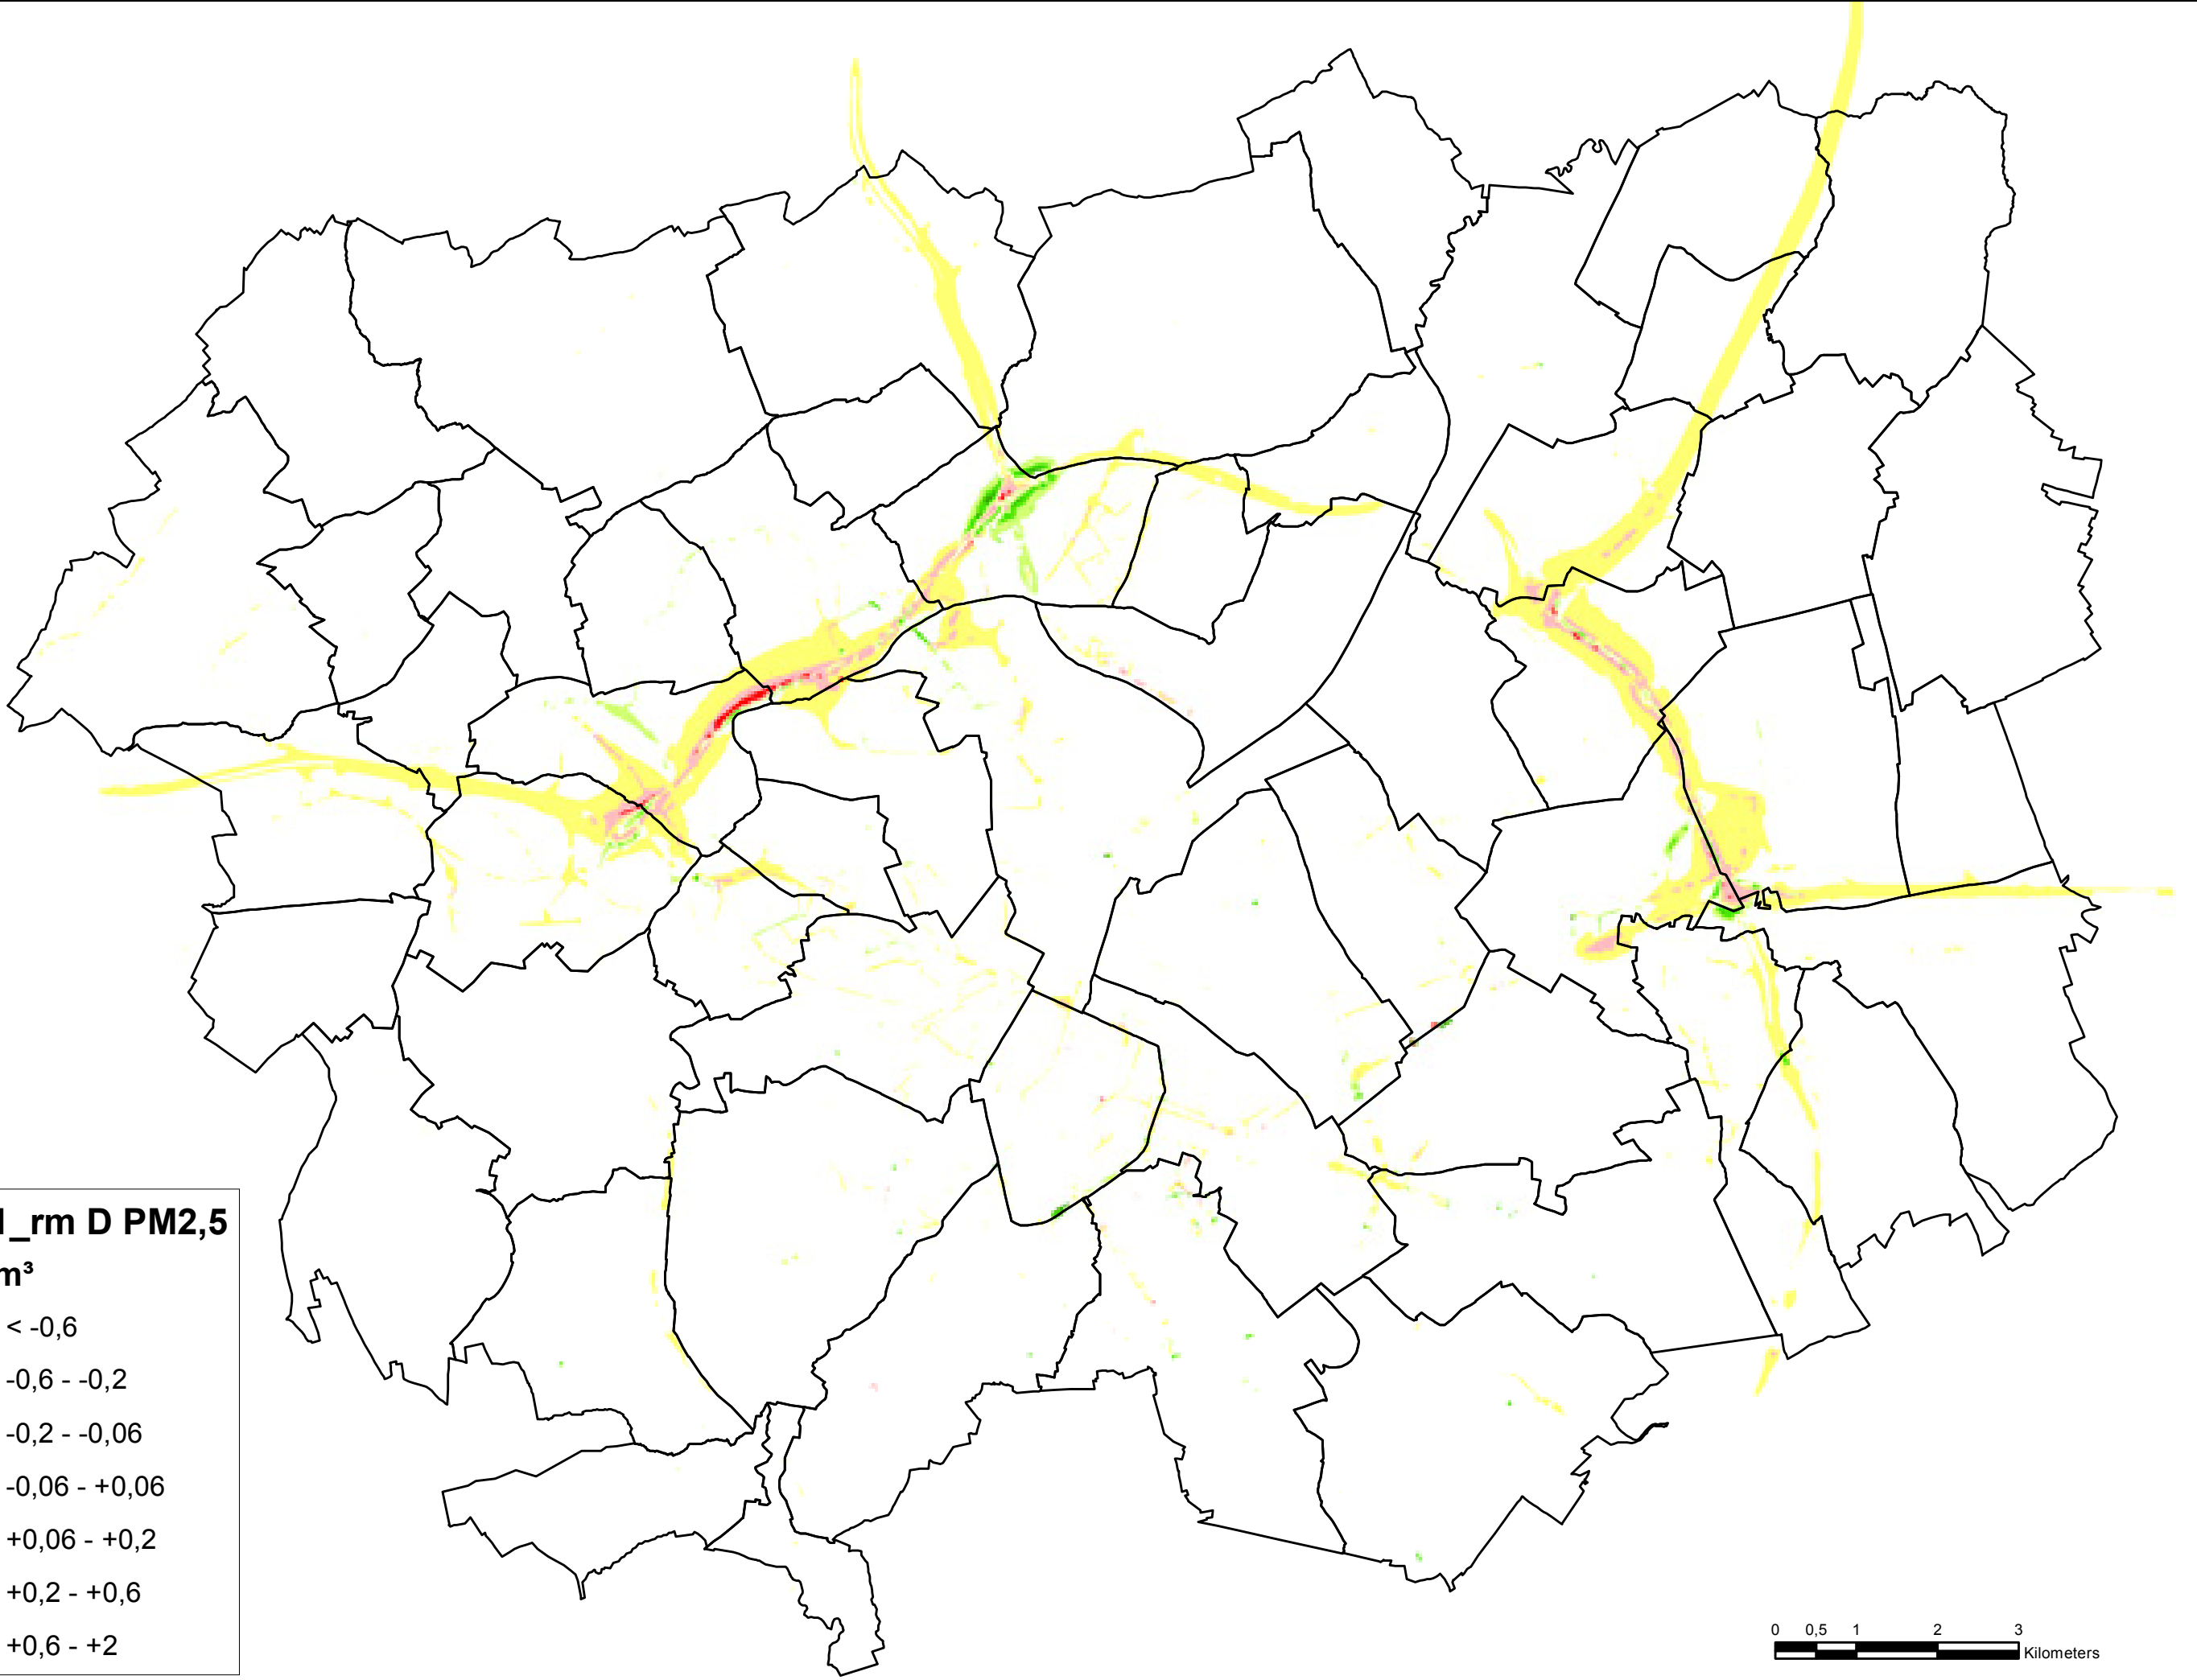 _rm D PM2,5
m³
< -0,6
-0,6 - -0,2
-0,2 - -0,06
-0,06 - +0,06
+0,06 - +0,2
+0,2 - +0,6
+0,6 - +2
0 0,5 1 2 3
Kilometers